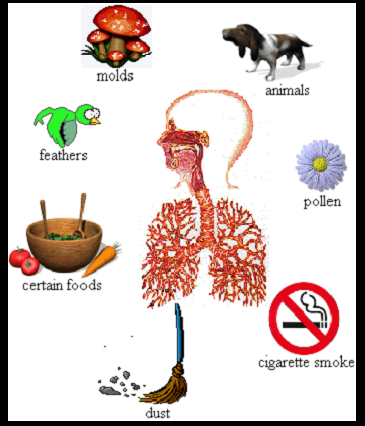 molds
animals
feathers
pollen
certain foods
cigarette smoke
dust